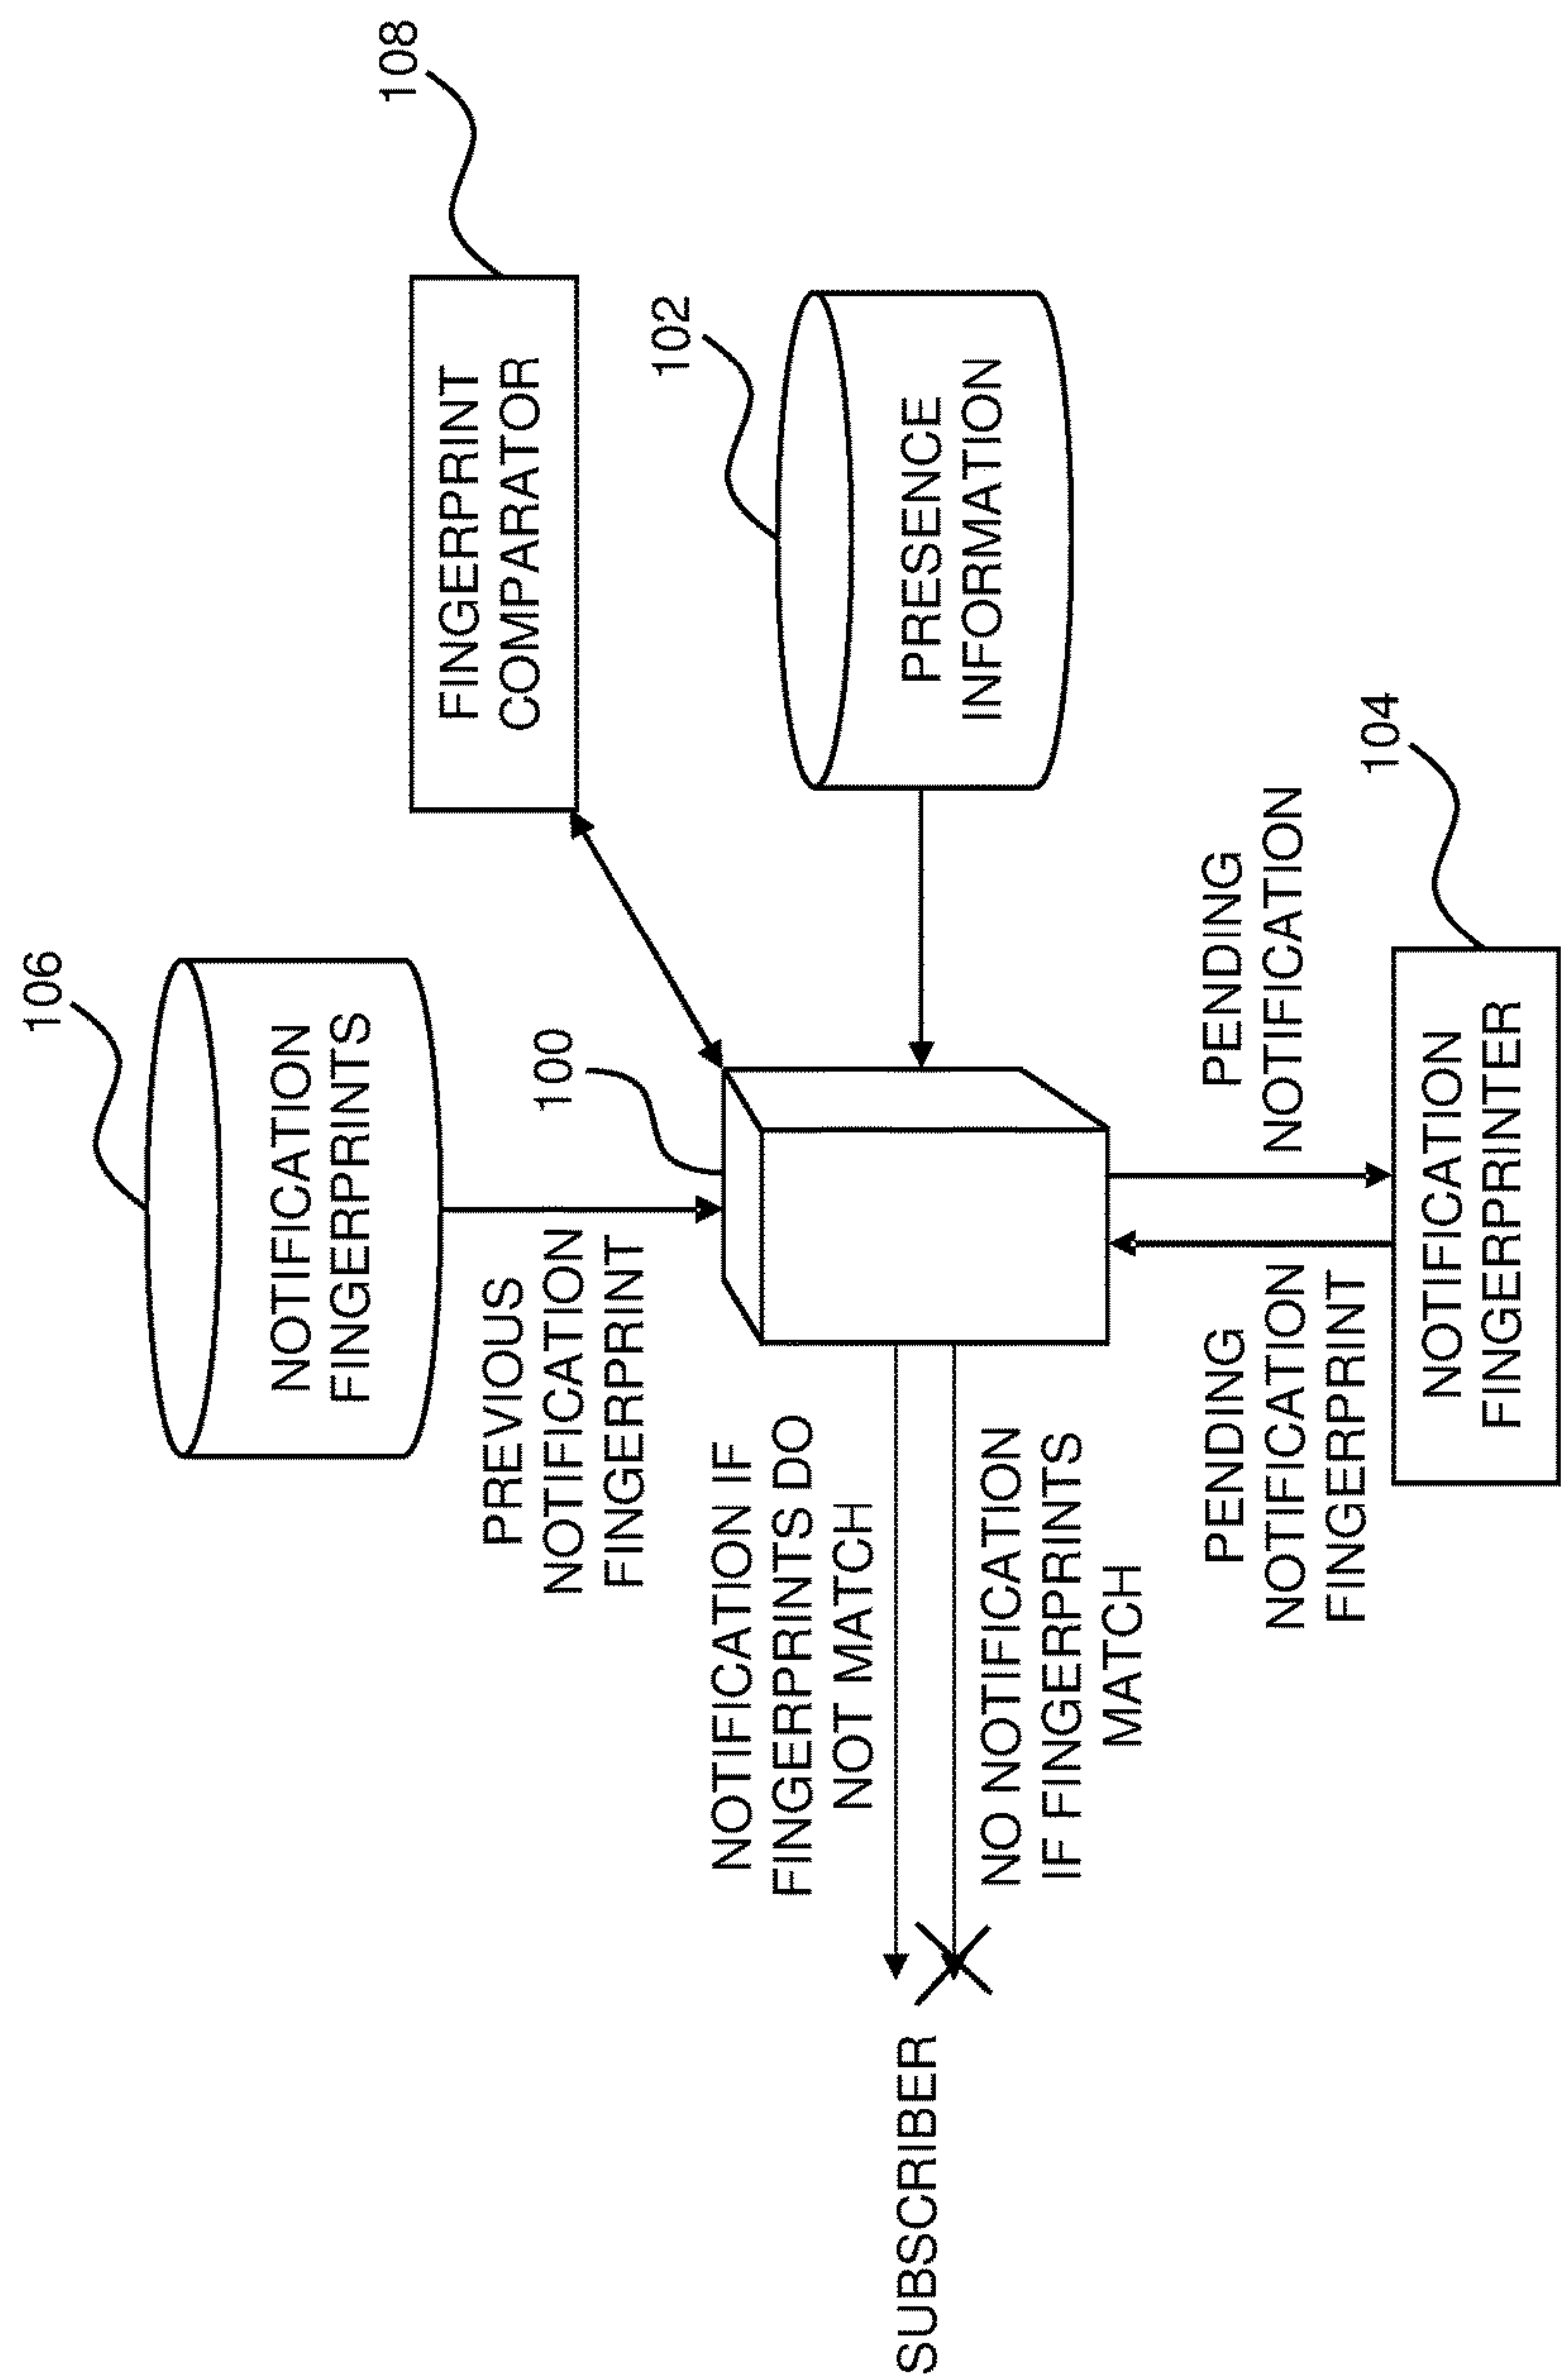 106
NOTIFICATION
FINGERPRINTS
108
FINGERPRINT
COMPARATOR
PREVIOUS
NOTIFICATION
FINGERPRINT
100
102
PRESENCE
INFORMATION
NOTIFICATION IF
FINGERPRINTS DO
NOT MATCH
SUBSCRIBER
NO NOTIFICATION
IF FINGERPRINTS
MATCH
PENDING
NOTIFICATION
FINGERPRINT
PENDING
NOTIFICATION
104
NOTIFICATION
FINGERPRINTER